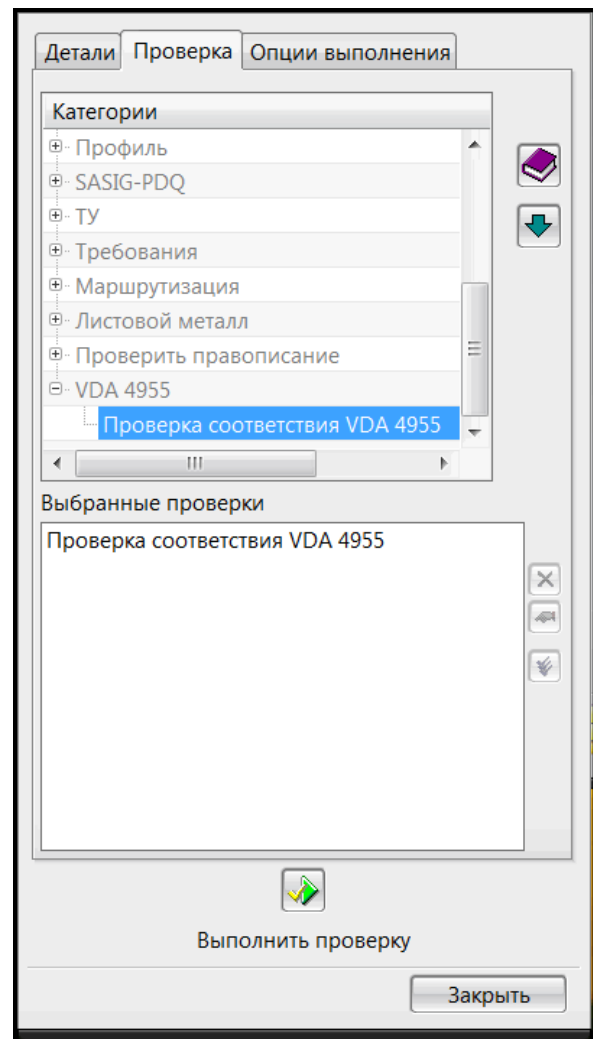 Детали Проверка Опции выполнения
Категории
Профиль
SASIG-PDQ
ТУ
Требования
Маршрутизация
Листовой металл
Проверить правописание
VDA 4955
Проверка соответствия VDA 4955
Выбранные проверки
Проверка соответствия VDA 4955
Выполнить проверку
Закрыть